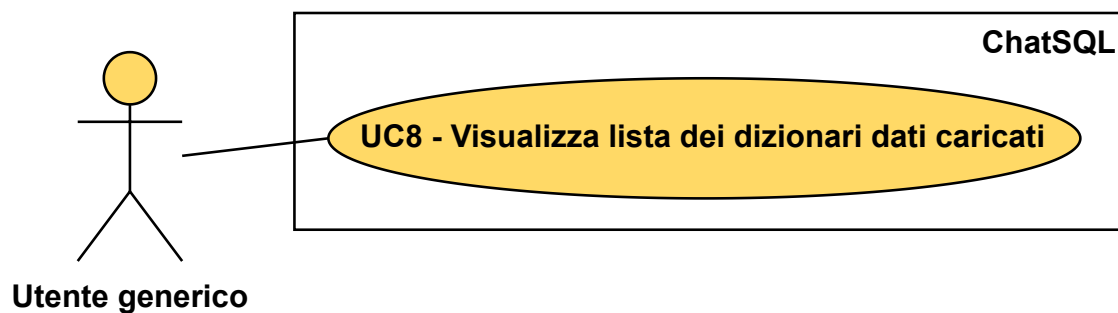 ChatSQL
UC8 - Visualizza lista dei dizionari dati caricati
Utente generico